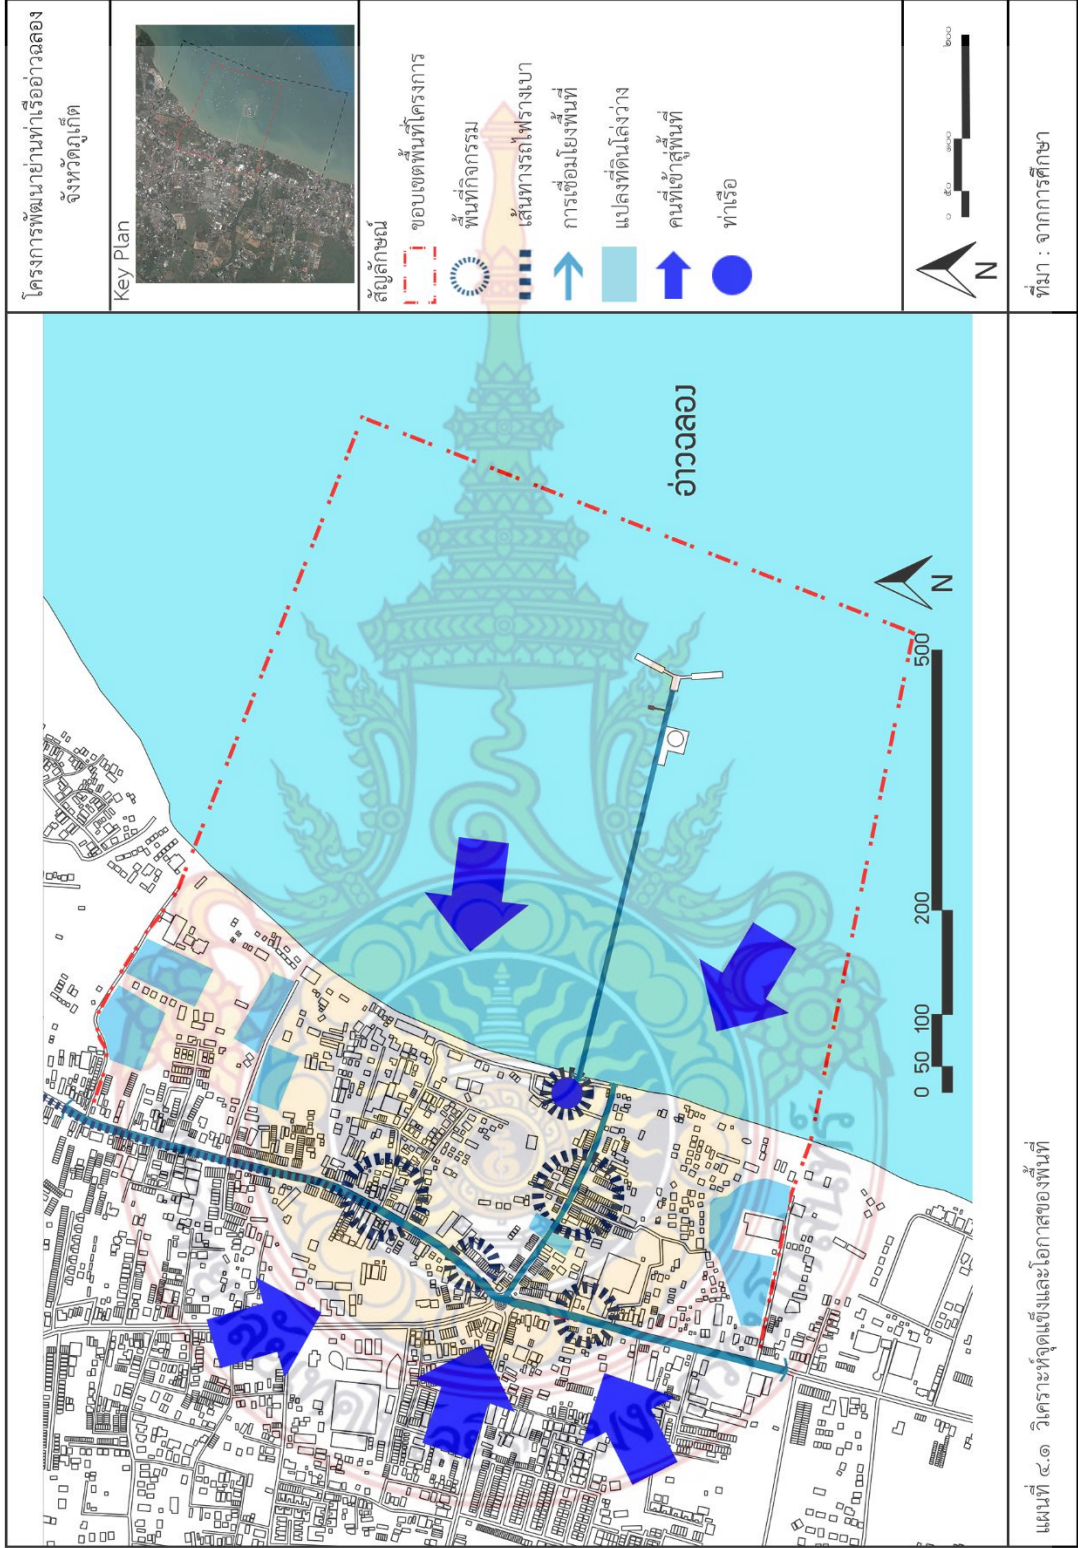 โครงการพัฒนาย่านท่าเรืออ่าวฉลอง
จังหวัดภูเก็ต
Key Plan
สัญลักษณ์
ขอบเขตพื้นที่โครงการ
พื้นที่กิจกรรม
เส้นทางรถไฟรางเบา
การเชื่อมโยงพื้นที่
แปลงที่ดินโล่งว่าง
คนที่เข้าสู่พื้นที่
ท่าเรือ
๐ ๕๐ ๑๐๐ ๒๐๐
N
ที่มา : จากการศึกษา
อ่าวฉลอง
N
0 50 100 200 500
แผนที่ ๔.๑ วิเคราะห์จุดแข็งและโอกาสของพื้นที่